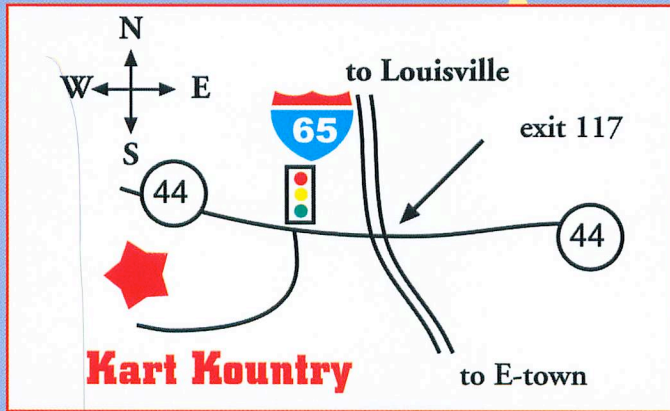 N
to Louisville
W E
65
exit 117
S
44
44
Kart Kountry
to E-town